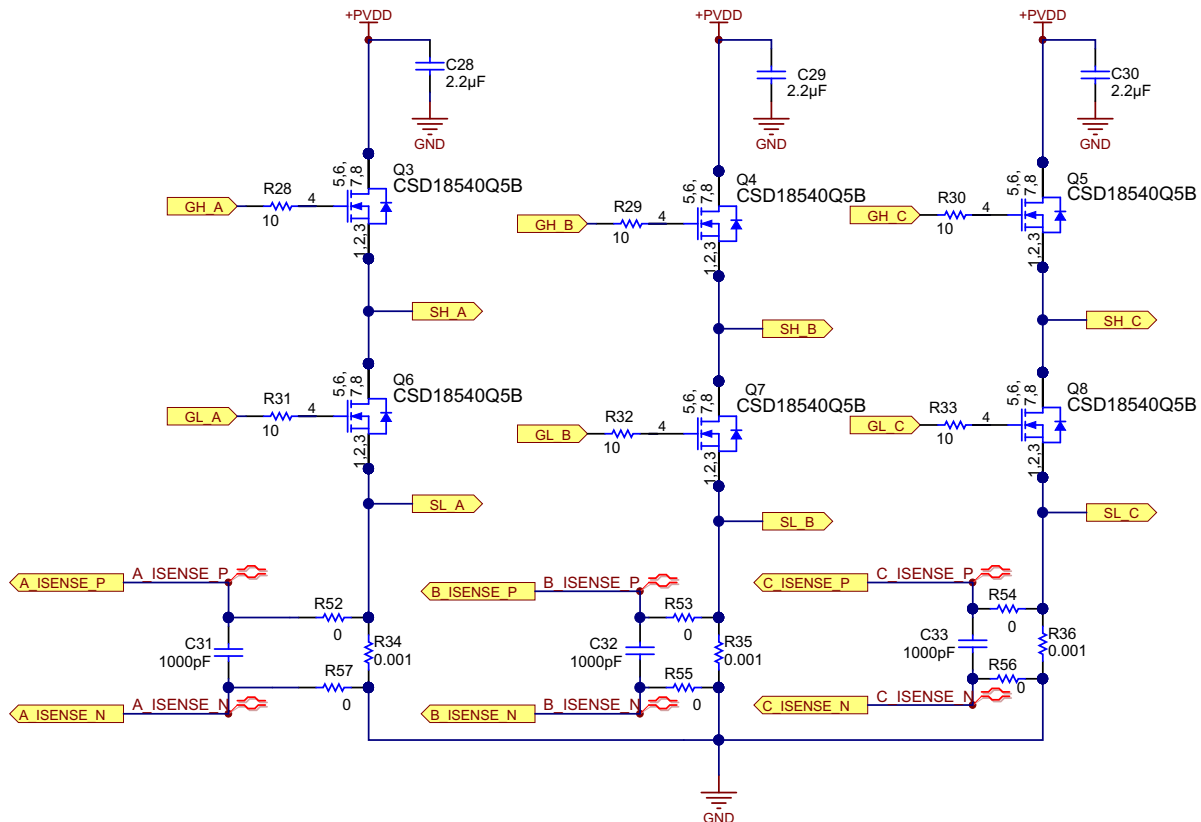 +PVDD
+PVDD
+PVDD
C28
2.2µF
GND
C29
2.2µF
GND
C30
2.2µF
GND
GH_A
R28
10
4
5,6,
7,8
1,2,3
Q3
CSD18540Q5B
GH_B
R29
10
4
5,6,
7,8
1,2,3
Q4
CSD18540Q5B
GH_C
R30
10
4
5,6,
7,8
1,2,3
Q5
CSD18540Q5B
SH_A
SH_B
SH_C
GL_A
R31
10
4
5,6,
7,8
1,2,3
Q6
CSD18540Q5B
GL_B
R32
10
4
5,6,
7,8
1,2,3
Q7
CSD18540Q5B
GL_C
R33
10
4
5,6,
7,8
1,2,3
Q8
CSD18540Q5B
SL_A
SL_B
SL_C
A_ISENSE_P
A_ISENSE_P
R52
0
C31
1000pF
R34
0.001
R57
0
A_ISENSE_N
A_ISENSE_N
B_ISENSE_P
B_ISENSE_P
R53
0
C32
1000pF
R35
0.001
R55
0
B_ISENSE_N
B_ISENSE_N
C_ISENSE_P
C_ISENSE_P
R54
0
C33
1000pF
R36
0.001
R56
0
C_ISENSE_N
C_ISENSE_N
GND